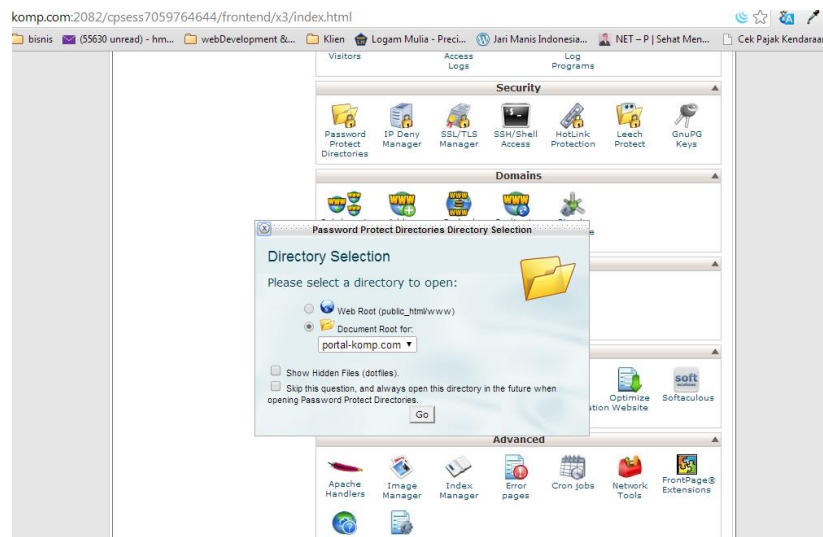 komp.com:2082/cpsess7059764644/frontend/x3/index.html
bisnis (55630 unread) - hm... webDevelopment &... Klien Logam Mulia - Preci... Jari Manis Indonesia... NET – P | Sehat Men... Cek Pajak Kendaraa
Visitors Access Logs Log Programs
Security
Password Protect Directories IP Deny Manager SSL/TLS Manager SSH/Shell Access HotLink Protection Leech Protect GnuPG Keys
Domains
Password Protect Directories Directory Selection
Directory Selection
Please select a directory to open:
Web Root (public_html/www)
Document Root for:
portal-komp.com
Show Hidden Files (dotfiles).
Skip this question, and always open this directory in the future when
opening Password Protect Directories.
Go
Optimize Website Softaculous
Advanced
Apache Handlers Image Manager Index Manager Error pages Cron jobs Network Tools FrontPage® Extensions